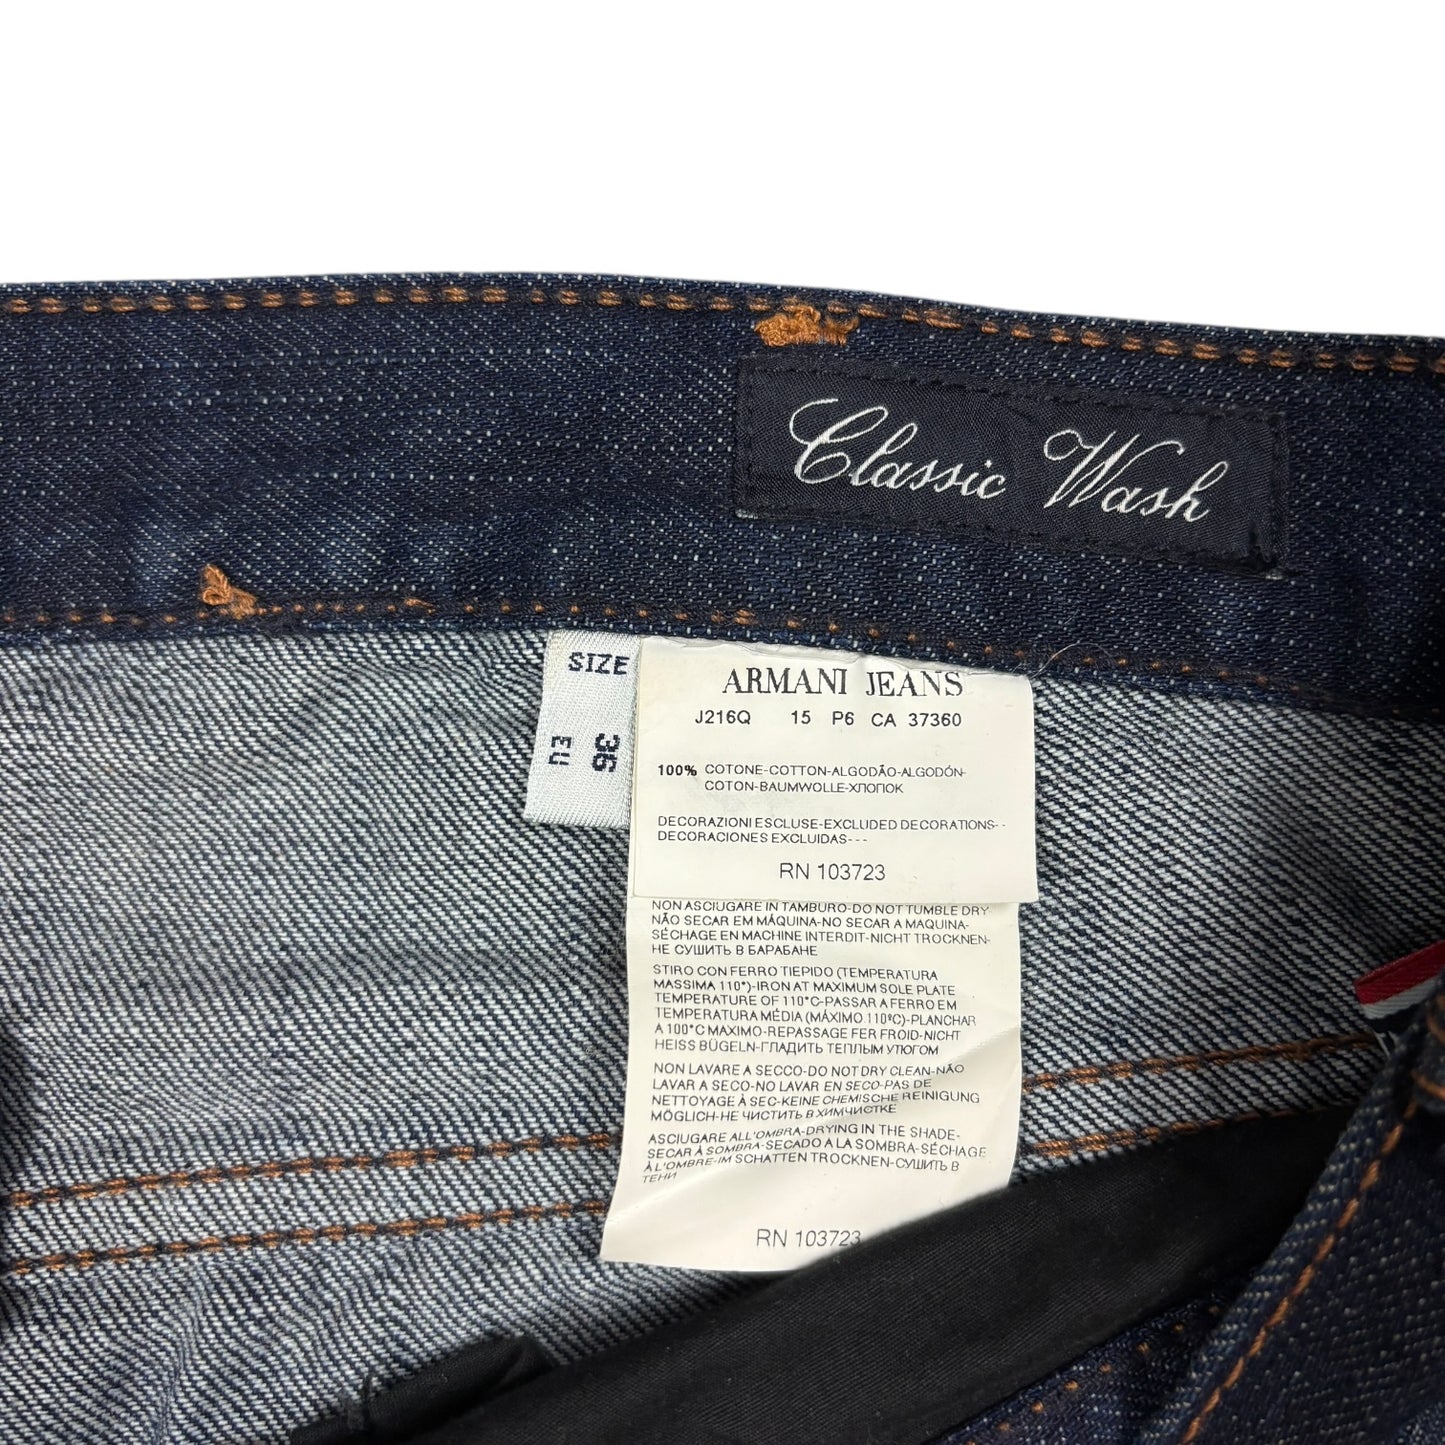 Classic Wash
SIZE
36
EU
ARMANI JEANS
J216Q 15 P6 CA 37360
100% COTONE-COTTON-ALGODÃO-ALGODÓN-
COTON-BAUMWOLLE-ХЛОПОК
DECORAZIONI ESCLUSE-EXCLUDED DECORATIONS--
DECORACIONES EXCLUIDAS---
RN 103723
NON ASCIUGARE IN TAMBURO-DO NOT TUMBLE DRY-
NÃO SECAR EM MÁQUINA-NO SECAR A MAQUINA-
SÉCHAGE EN MACHINE INTERDIT-NICHT TROCKNEN-
НЕ СУШИТЬ В БАРАБАНЕ
STIRO CON FERRO TIEPIDO (TEMPERATURA
MASSIMA 110°)-IRON AT MAXIMUM SOLE PLATE
TEMPERATURE OF 110°C-PASSAR A FERRO EM
TEMPERATURA MÉDIA (MÁXIMO 110ºC)-PLANCHAR
A 100°C MAXIMO-REPASSAGE FER FROID-NICHT
HEISS BÜGELN-ГЛАДИТЬ ТЕПЛЫМ УТЮГОМ
NON LAVARE A SECCO-DO NOT DRY CLEAN-NÃO
LAVAR A SECO-NO LAVAR EN SECO-PAS DE
NETTOYAGE À SEC-KEINE CHEMISCHE REINIGUNG
MÖGLICH-НЕ ЧИСТИТЬ В ХИМЧИСТКЕ
ASCIUGARE ALL'OMBRA-DRYING IN THE SHADE-
SECAR À SOMBRA-SECADO A LA SOMBRA-SÉCHAGE
À L'OMBRE-IM SCHATTEN TROCKNEN-СУШИТЬ В
ТЕНИ
RN 103723